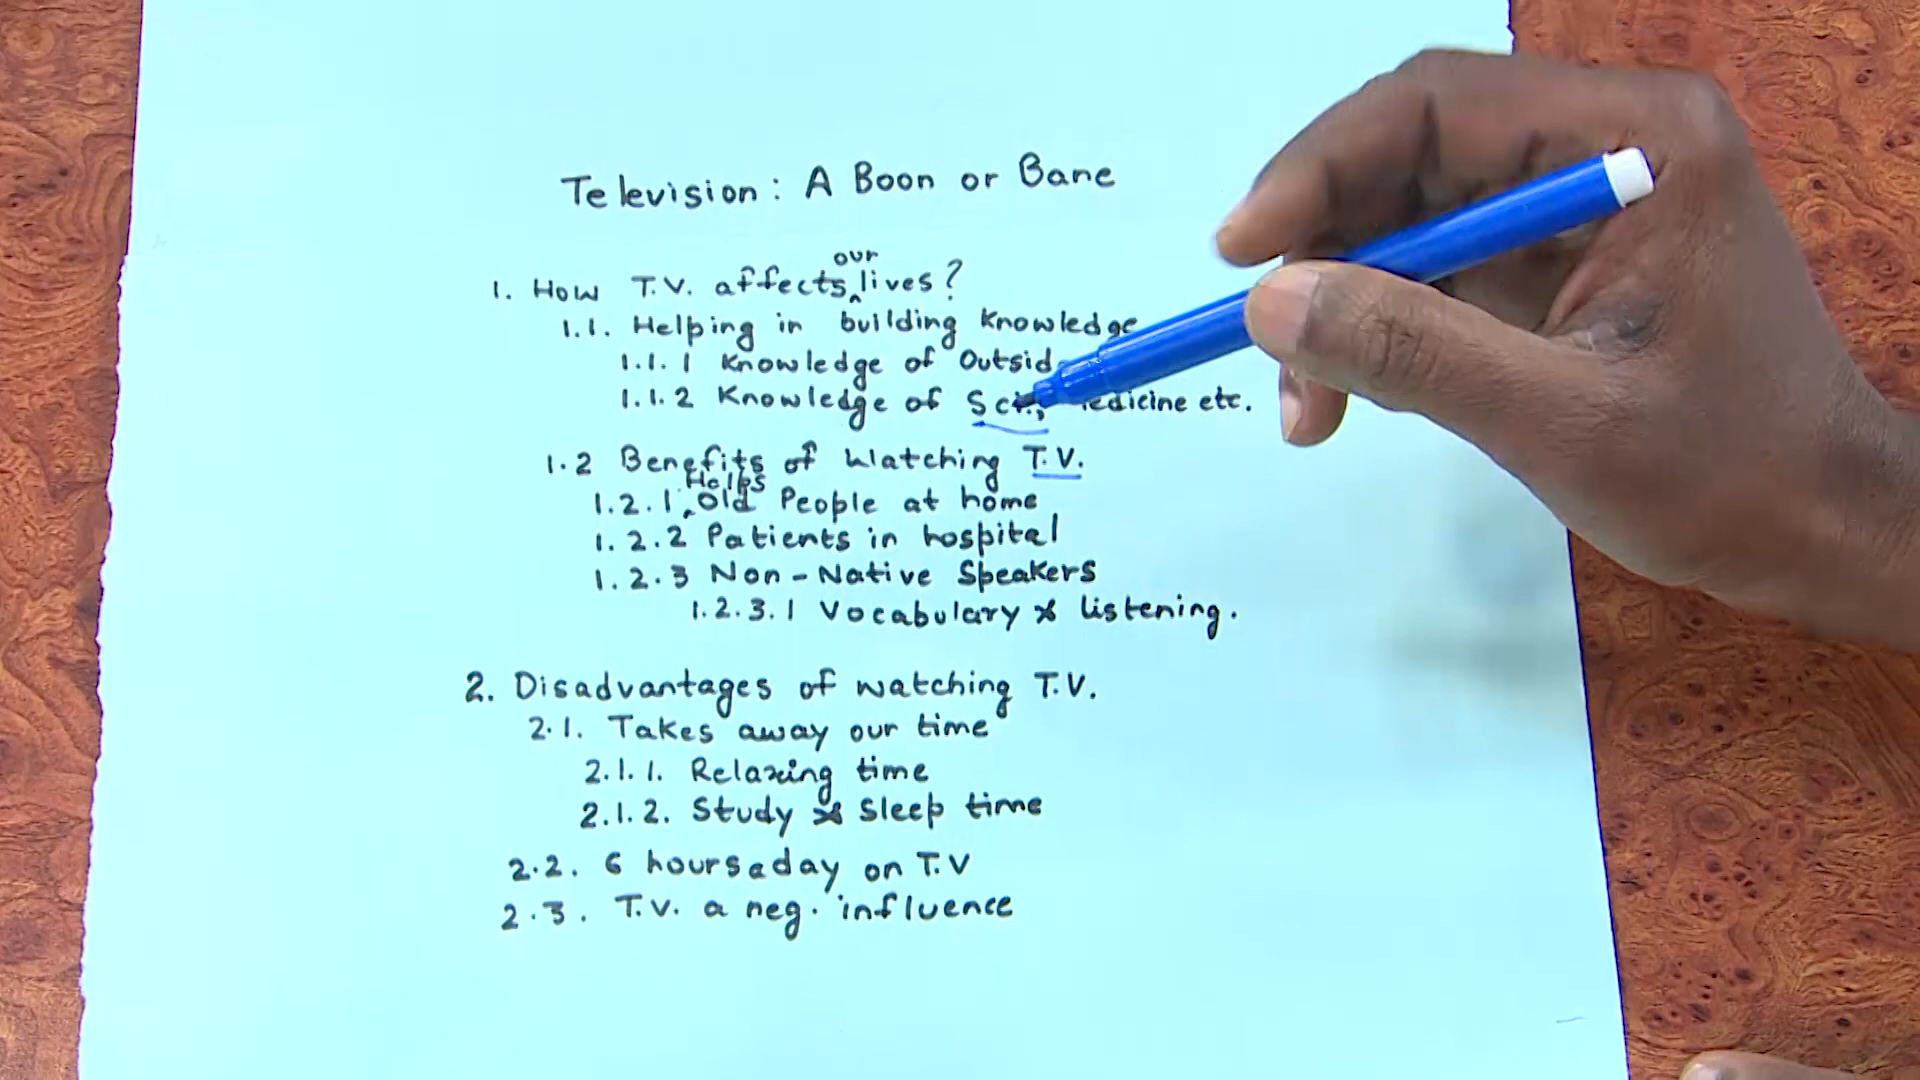 Television: A Boon or Bane
1. How T.V. affects our lives?
1.1. Helping in building Knowledge
1.1.1 Knowledge of Outsid
1.1.2 Knowledge of Sci., edicine etc.
1.2 Benefits of Watching T.V.
1.2.1 Helps Old People at home
1.2.2 Patients in hospital
1.2.3 Non-Native Speakers
1.2.3.1 Vocabulary & listening.
2. Disadvantages of watching T.V.
2.1. Takes away our time
2.1.1. Relaxing time
2.1.2. Study & Sleep time
2.2. 6 hours a day on T.V
2.3. T.V. a neg. influence